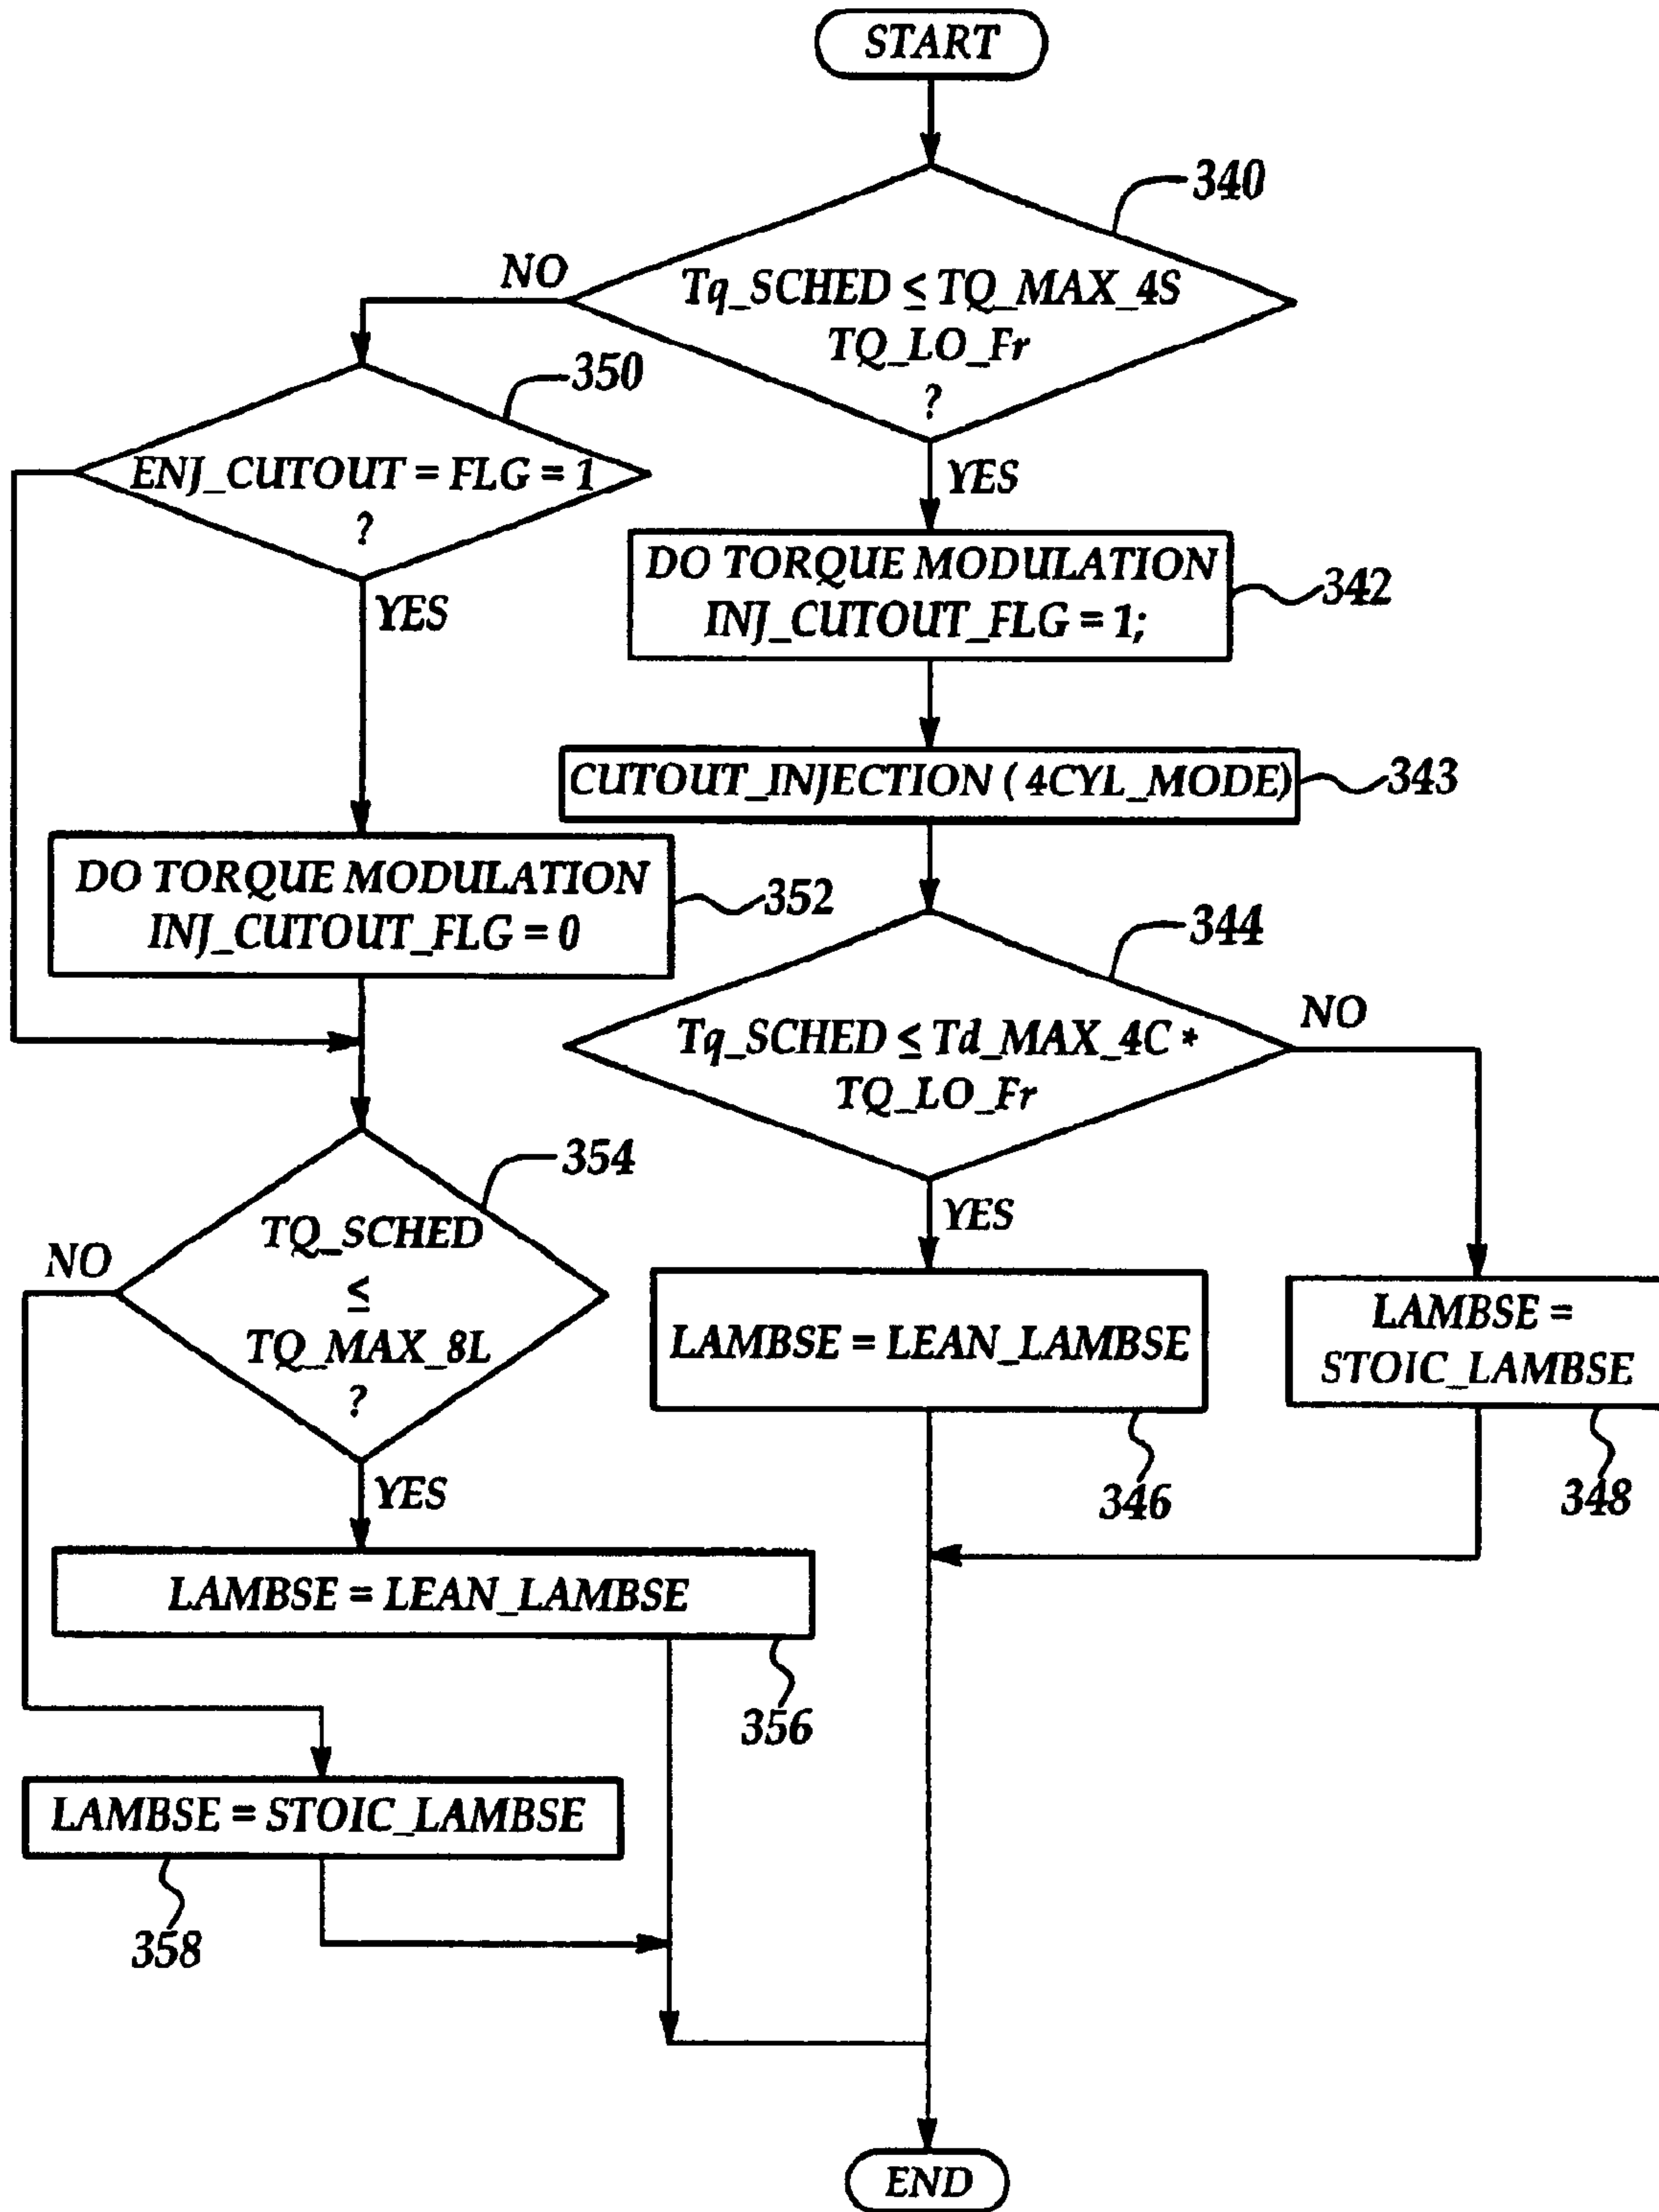 START
340
Tq_SCHED ≤ TQ_MAX_4S
TQ_LO_Fr
?
NO
YES
350
ENJ_CUTOUT = FLG = 1
?
YES
DO TORQUE MODULATION
INJ_CUTOUT_FLG = 1;
342
CUTOUT_INJECTION ( 4CYL_MODE)
343
DO TORQUE MODULATION
INJ_CUTOUT_FLG = 0
352
344
Tq_SCHED ≤ Td_MAX_4C *
TQ_LO_Fr
NO
YES
354
TQ_SCHED
≤
TQ_MAX_8L
?
NO
YES
LAMBSE = LEAN_LAMBSE
346
LAMBSE =
STOIC_LAMBSE
348
LAMBSE = LEAN_LAMBSE
356
LAMBSE = STOIC_LAMBSE
358
END